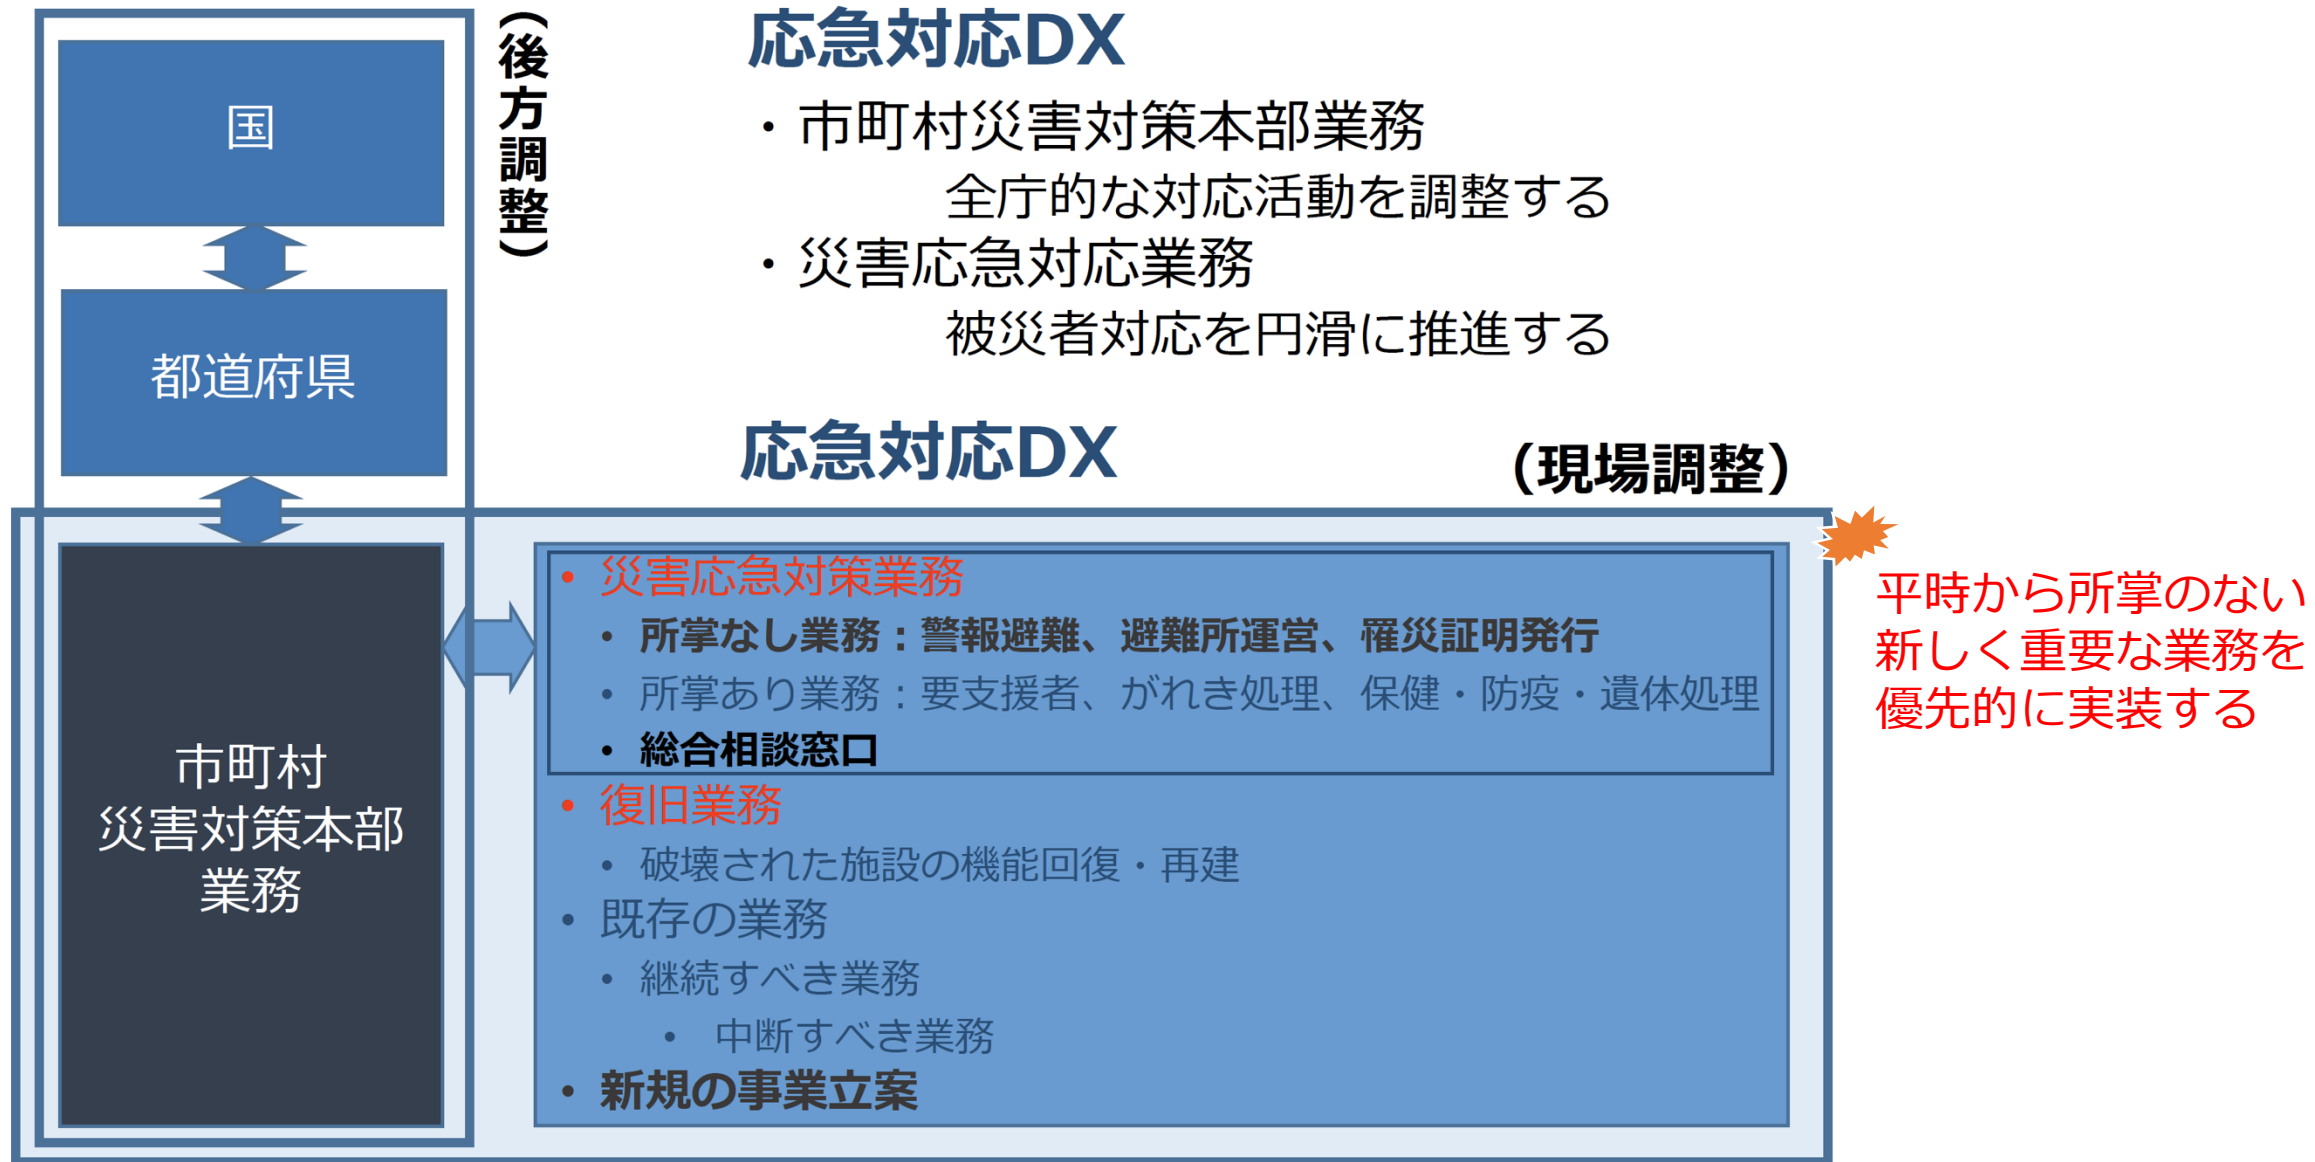 国
都道府県
市町村
災害対策本部
業務
（後方調整）
応急対応DX
・市町村災害対策本部業務
全庁的な対応活動を調整する
・災害応急対応業務
被災者対応を円滑に推進する
応急対応DX
（現場調整）
• 災害応急対策業務
• 所掌なし業務：警報避難、避難所運営、罹災証明発行
• 所掌あり業務：要支援者、がれき処理、保健・防疫・遺体処理
• 総合相談窓口
• 復旧業務
• 破壊された施設の機能回復・再建
• 既存の業務
• 継続すべき業務
• 中断すべき業務
• 新規の事業立案
平時から所掌のない
新しく重要な業務を
優先的に実装する